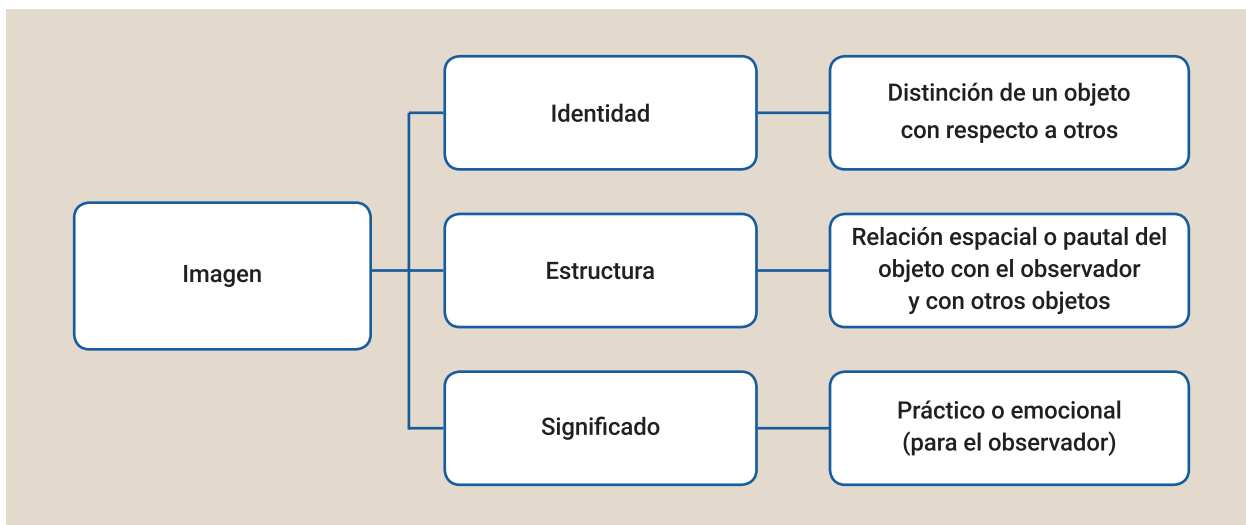 Imagen
Identidad
Distinción de un objeto
con respecto a otros
Estructura
Relación espacial o pautal del
objeto con el observador
y con otros objetos
Significado
Práctico o emocional
(para el observador)